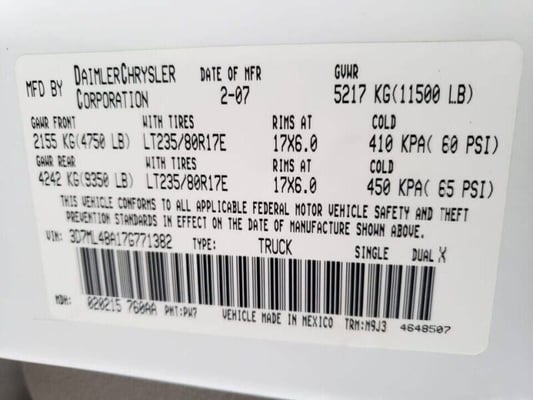 MFD BY DAIMLERCHRYSLER CORPORATION DATE OF MFR 2-07 GVWR 5217 KG(11500 LB)
GAWR FRONT WITH TIRES RIMS AT COLD
2155 KG(4750 LB) LT235/80R17E 17X6.0 410 KPA( 60 PSI)
GAWR REAR WITH TIRES RIMS AT COLD
4242 KG(9350 LB) LT235/80R17E 17X6.0 450 KPA( 65 PSI)
THIS VEHICLE CONFORMS TO ALL APPLICABLE FEDERAL MOTOR VEHICLE SAFETY AND THEFT
PREVENTION STANDARDS IN EFFECT ON THE DATE OF MANUFACTURE SHOWN ABOVE.
VIN: 3D7ML48A17G771382 TYPE: TRUCK SINGLE DUAL X
MDH: 020215 760AA PNT:PW7 VEHICLE MADE IN MEXICO TRM:M9J3 4648507